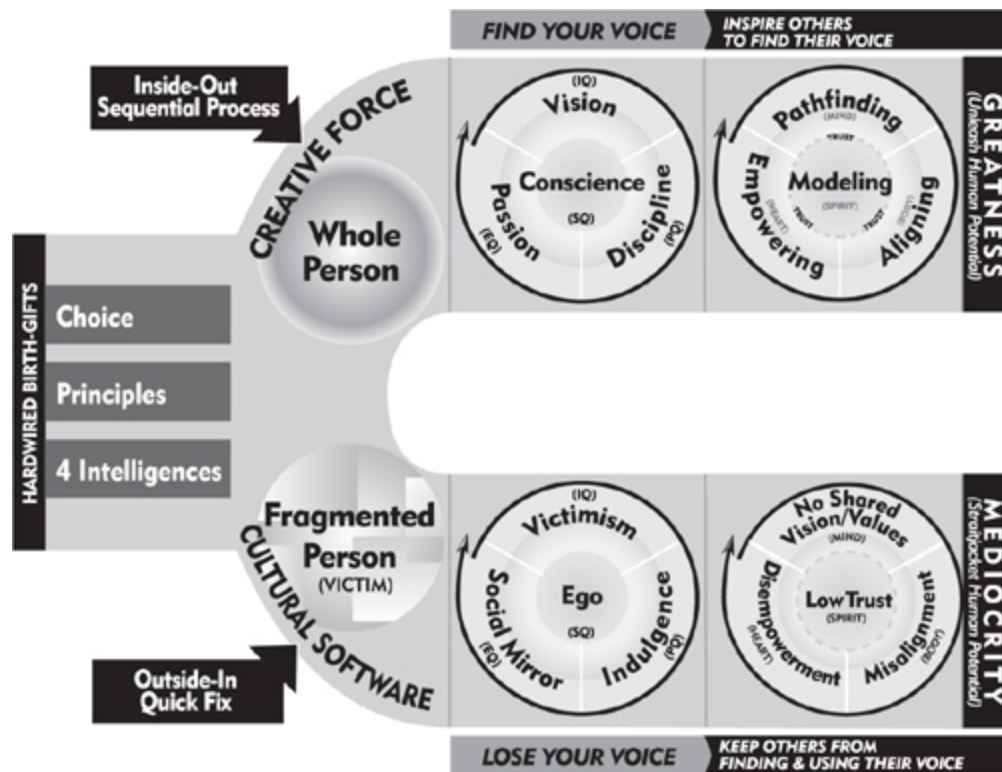 FIND YOUR VOICE
INSPIRE OTHERS
TO FIND THEIR VOICE
Inside-Out
Sequential Process
CREATIVE FORCE
Whole
Person
(IQ)
Vision
Conscience
(SQ)
Passion
(EQ)
Discipline
(PQ)
Pathfinding
(MIND)
TRUST
Modeling
(SPIRIT)
TRUST
TRUST
Empowering
(HEART)
Aligning
(BODY)
GREATNESS
(Unleash Human Potential)
HARDWIRED BIRTH-GIFTS
Choice
Principles
4 Intelligences
Fragmented
Person
(VICTIM)
CULTURAL SOFTWARE
Outside-In
Quick Fix
(IQ)
Victimism
Ego
(SQ)
Social Mirror
(EQ)
Indulgence
(PQ)
No Shared
Vision/Values
(MIND)
Low Trust
(SPIRIT)
Disempowerment
(HEART)
Misalignment
(BODY)
MEDIOCRITY
(Straitjacket Human Potential)
LOSE YOUR VOICE
KEEP OTHERS FROM
FINDING & USING THEIR VOICE